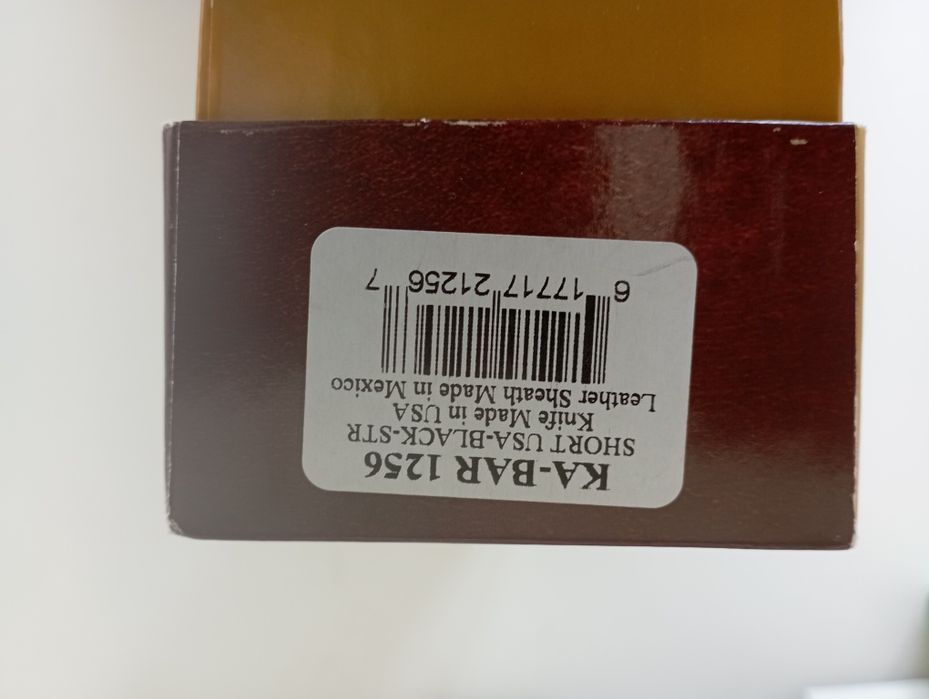 KA-BAR 1256
SHORT USA-BLACK-STR
Knife Made in USA
Leather Sheath Made in Mexico
6 17717 21256 7